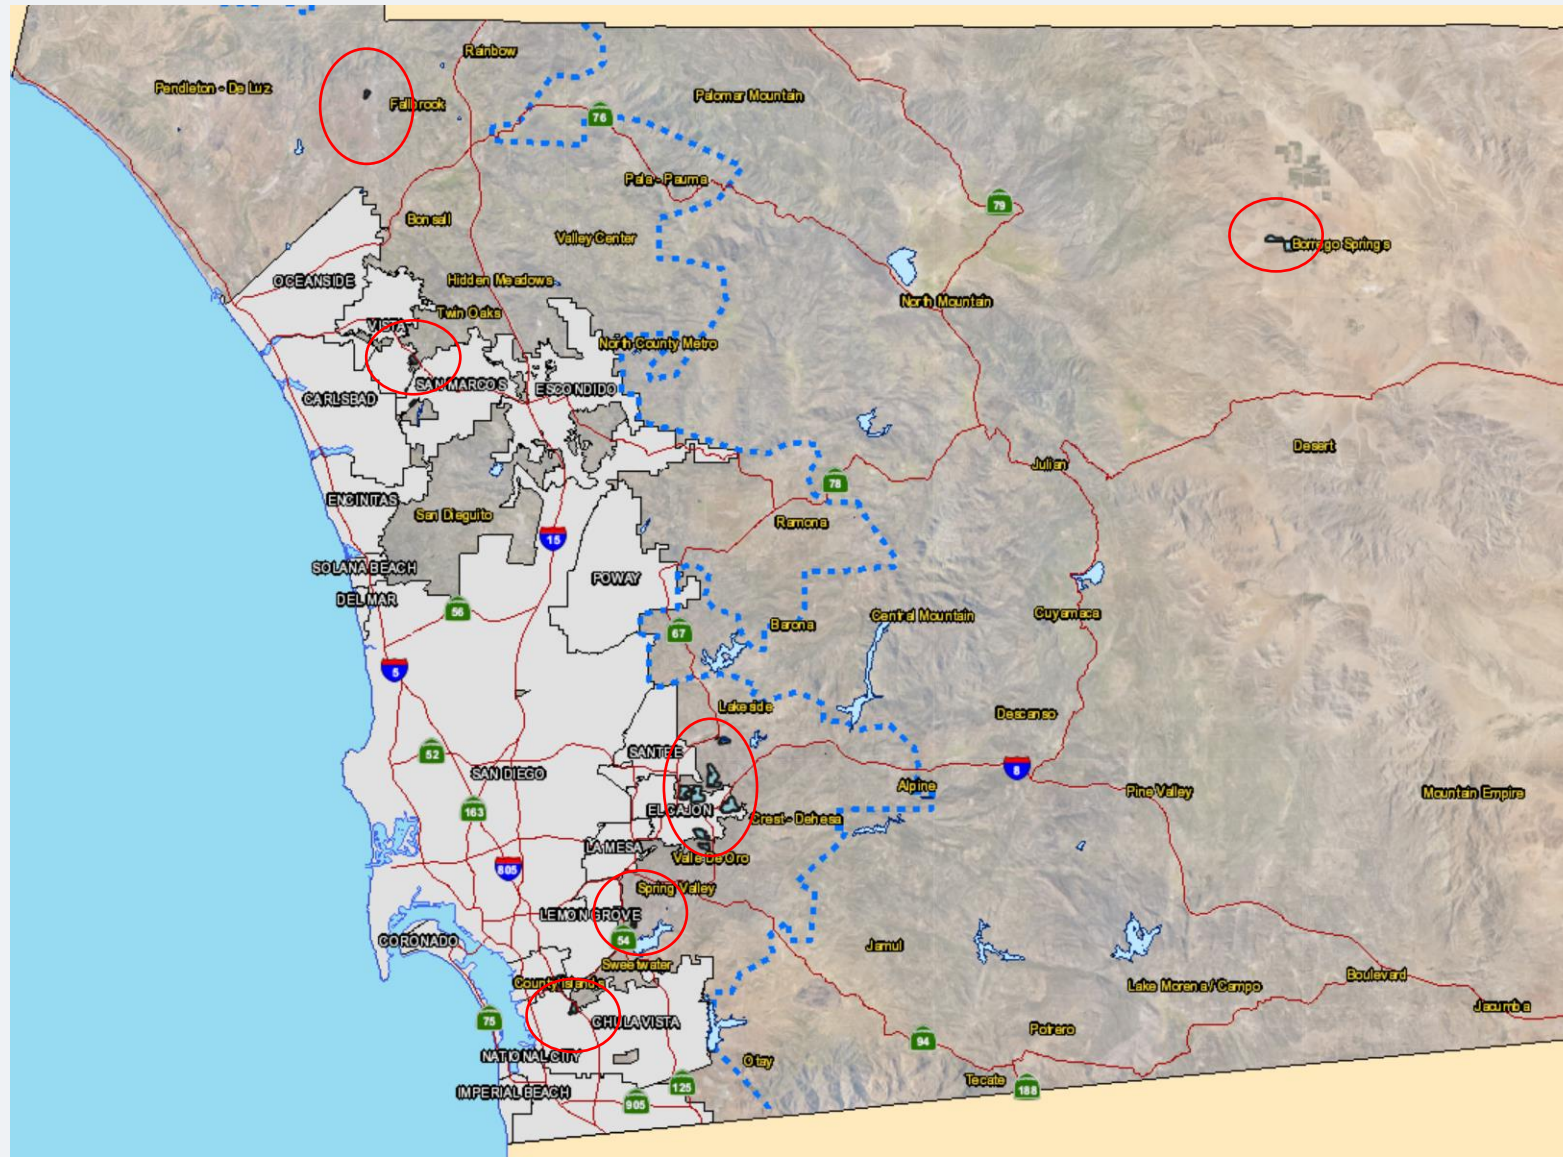 Rainbow
Pendleton - De Luz
Palomar Mountain
Fallbrook
76
Pala - Pauma
79
Bonsall
Valley Center
Borrego Springs
OCEANSIDE
Hidden Meadows
North Mountain
Twin Oaks
VISTA
North County Metro
SAN MARCOS
ESCONDIDO
CARLSBAD
Desert
Julian
78
ENCINITAS
San Dieguito
Ramona
15
SOLANA BEACH
POWAY
DEL MAR
56
Central Mountain
Cuyamaca
Barona
67
5
Lakeside
Descanso
SANTEE
52
SAN DIEGO
8
Alpine
Pine Valley
Mountain Empire
163
EL CAJON
Crest - Dehesa
LA MESA
Valle De Oro
805
Spring Valley
LEMON GROVE
CORONADO
54
Jamul
Sweetwater
Boulevard
County Islands
Lake Morena / Campo
Jacumba
75
CHULA VISTA
Potrero
94
NATIONAL CITY
Otay
Tecate
125
188
IMPERIAL BEACH
905